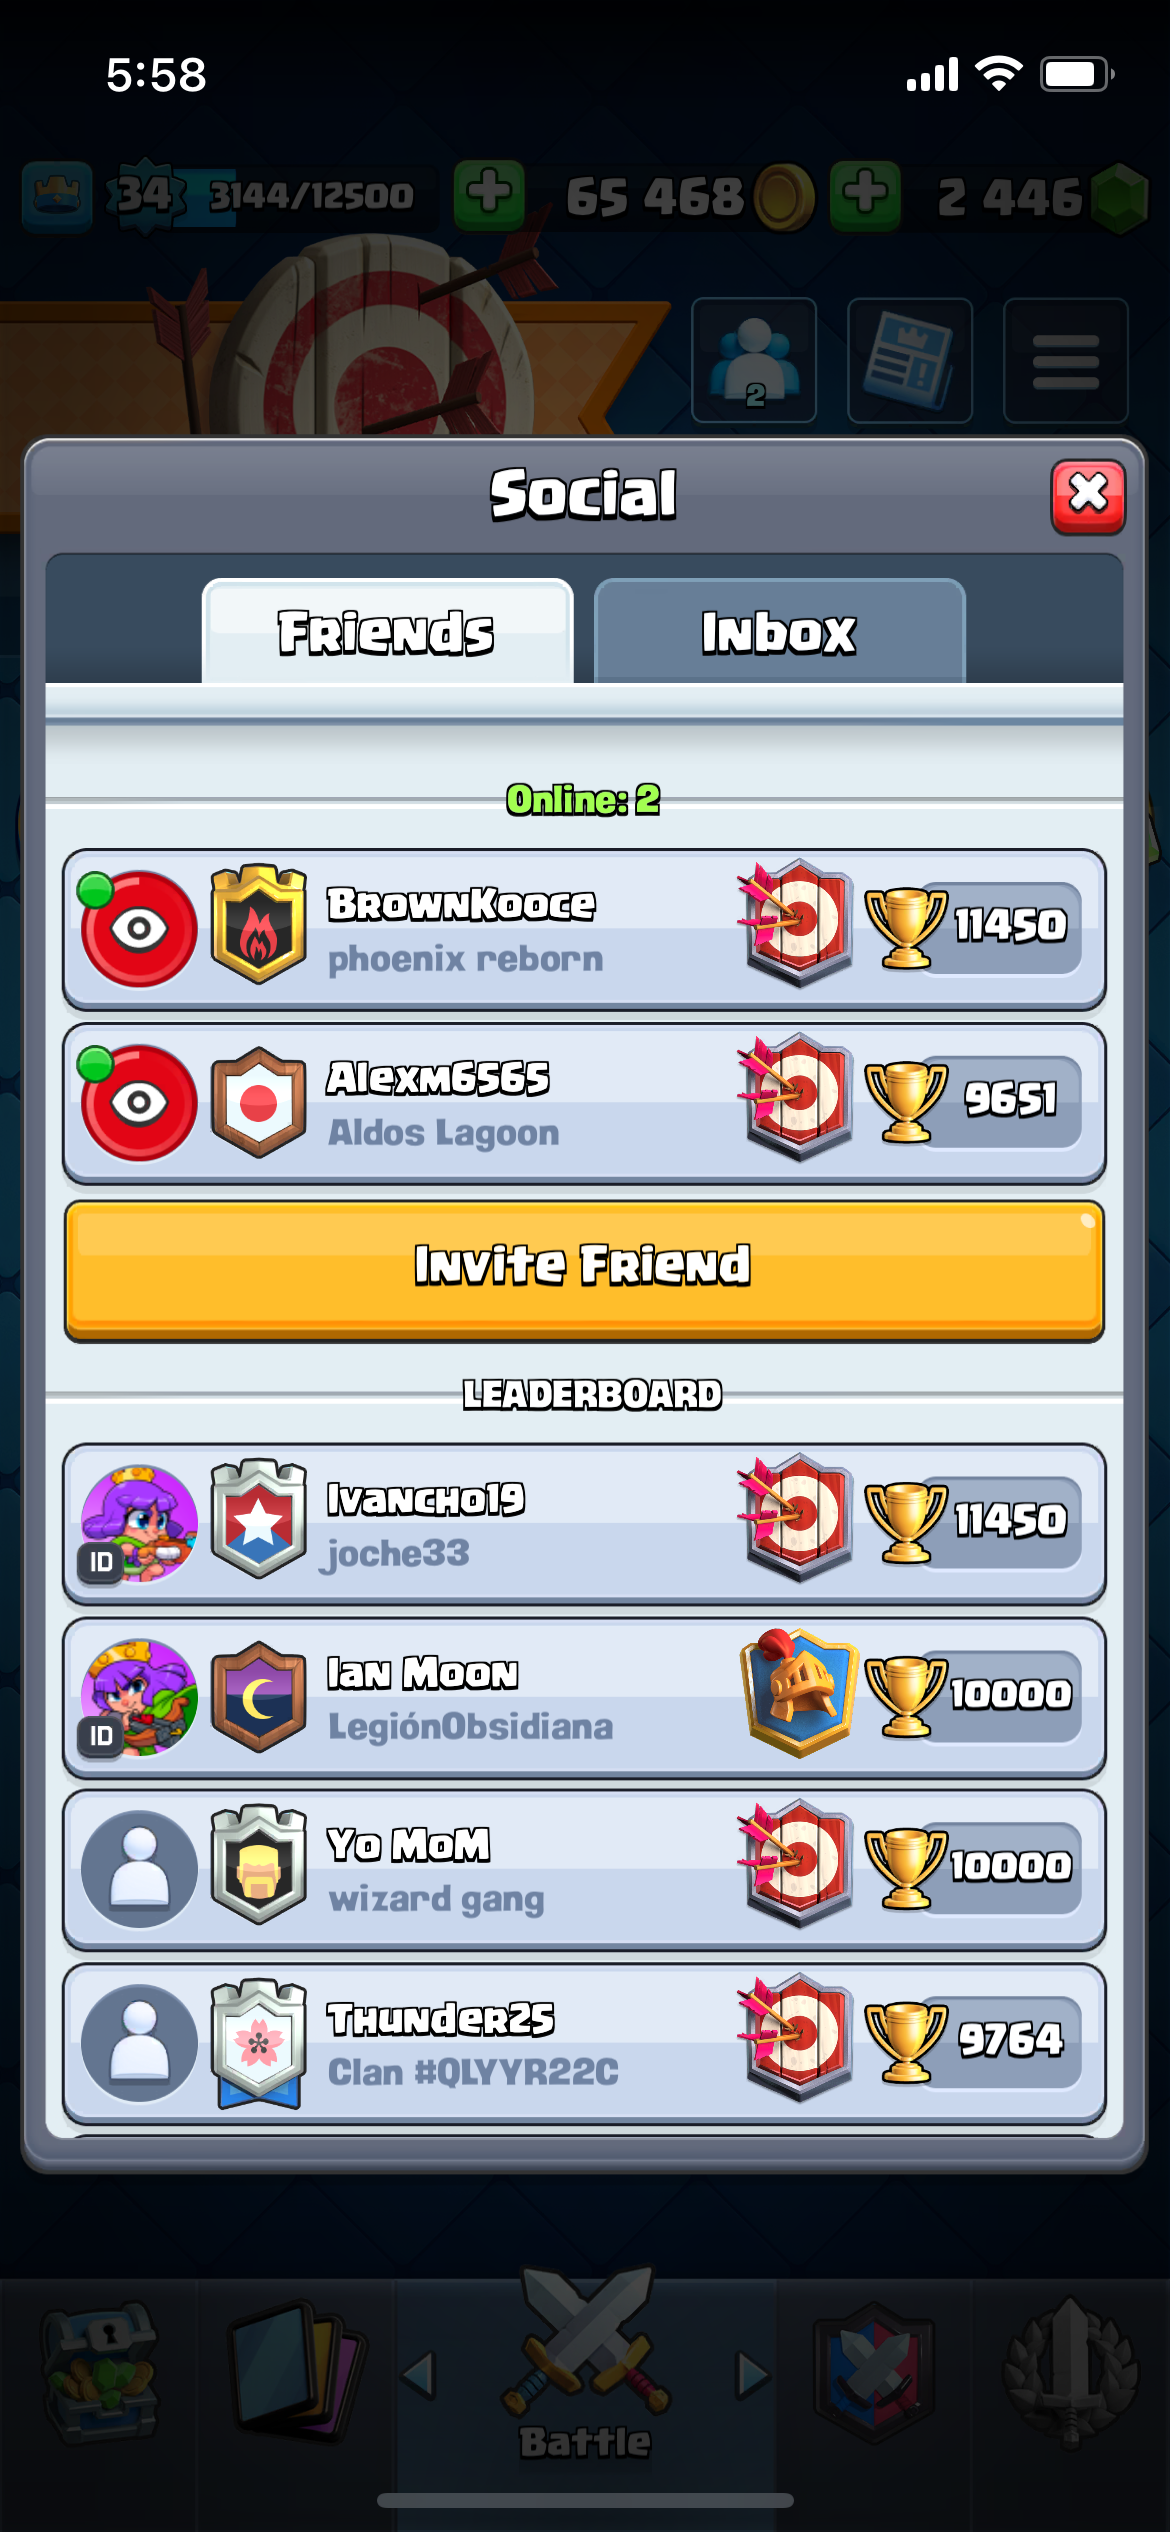 5:58
34 3144/12500 65 468 2 446
2
Social
Friends Inbox
Online: 2
BrownKooce
phoenix reborn
11450
Alexm6565
Aldos Lagoon
9651
Invite Friend
LEADERBOARD
Ivancho19
joche33
11450
ID
Ian Moon
LegiónObsidiana
10000
ID
Yo MoM
wizard gang
10000
Thunder25
Clan #QLYYR22C
9764
Battle